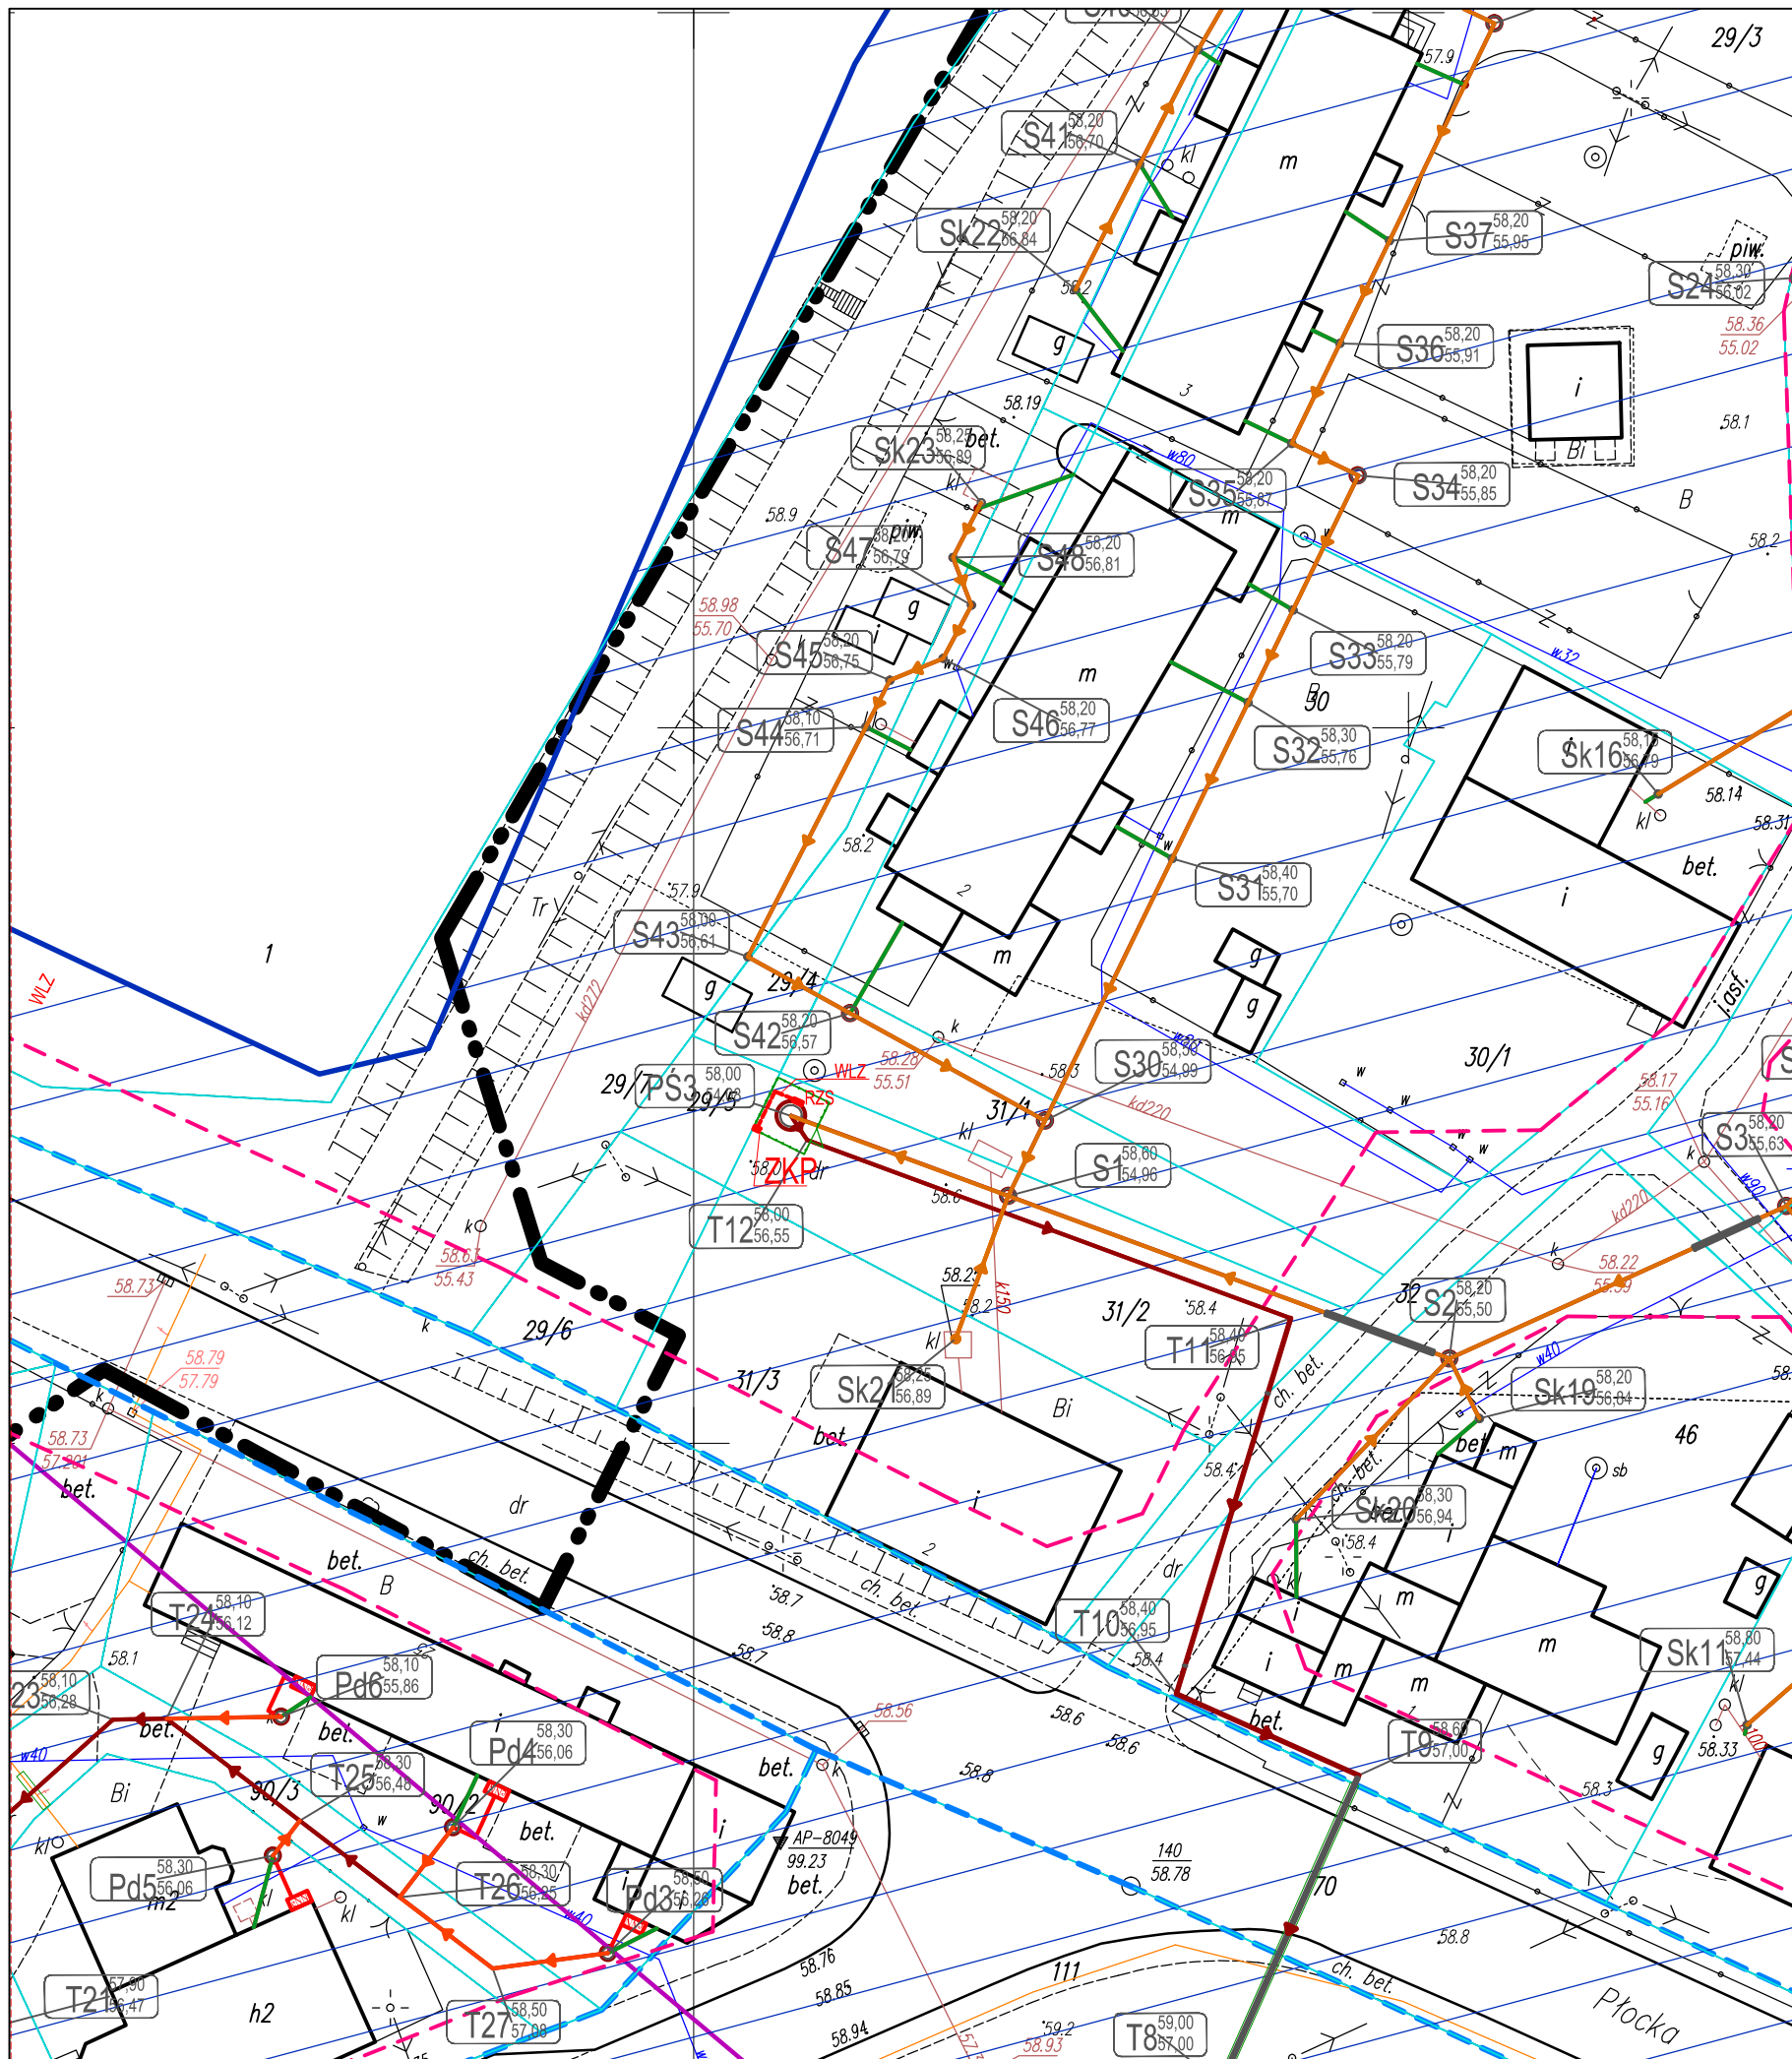 29/3
57.9
S41 58,20
56,70
kl
m
Sk22 58,20
56,84
S37 58,20
55,95
piw.
S24 58,30
56,02
58.36
55.02
58.2
g
S36 58,20
55,91
i
3
58.19
58.1
Bi
Sk23 58,25
56,89
bet.
kl
w80
S35 58,20
55,87
S34 58,20
55,85
B
m
58.9
piw.
S47 58,20
56,79
S48 58,20
56,81
w
58.2
58.98
55.70
g
i
S45 58,20
56,75
S33 58,20
55,79
w32
m
30
S44 58,10
56,71
S46 58,20
56,77
S32 58,30
55,76
Sk16
56,79
58.14
kl
58.31
58.2
w
bet.
2
S31 58,40
55,70
i
57.9
Tr
S43 58,00
56,61
1
m
g
WLZ
29/4
g
g
j.asf.
kd272
S42 58,20
56,57
k
S30
54,99
30/1
58.28
55.51
WLZ
58.3
w
w
58.17
55.16
29/7
PS3 58,00
29/5
RZS
31/1
kd220
kl
w
w
S3 58,20
55,63
k
ZKP
58.0
dr
S1 58,60
54,96
58.6
w90
kd220
k
58.63
55.43
T12 58,00
56,55
k
58.22
55.59
58.73
58.25
58.2
k150
58.4
31/2
32
S2 58,20
55,50
k
29/6
kl
T11 58,40
w40
58.79
57.79
31/3
Sk21 58,25
56,89
ch. bet.
Sk19 58,20
56,84
k
Bi
bet.
58.73
57.201
bet.
58.4
bet.
m
46
ch. bet.
sb
i
Sk20 58,30
56,94
dr
58.4
i
bet.
ch. bet.
2
dr
kl
B
ch. bet.
58.7
g
m
i
T24 58,10
56,12
T10 58,40
56,95
58.8
58.7
m
Sk11 58,80
57,44
58.1
58.4
i
m
kl
58,10
56,28
Pd6 58,10
55,86
m
bet.
bet.
58.56
58.6
bet.
T9 58,60
57,00
58.6
i
Pd4 58,30
56,06
58.33
g
w40
T25 58,30
56,48
bet.
k
58.8
58.3
Bi
90/3
90/2
w
bet.
i
AP-8049
99.23
kl
140
58.78
Pd5 58,30
56,06
T26 58,30
56,25
Pd3 58,50
56,26
bet.
70
m2
kl
kl
w40
58.8
58.76
T21 57,90
56,47
111
ch. bet.
58.85
h2
T27 58,50
57,08
58.94
59.2
T8 59,00
57,00
58.93
Płocka